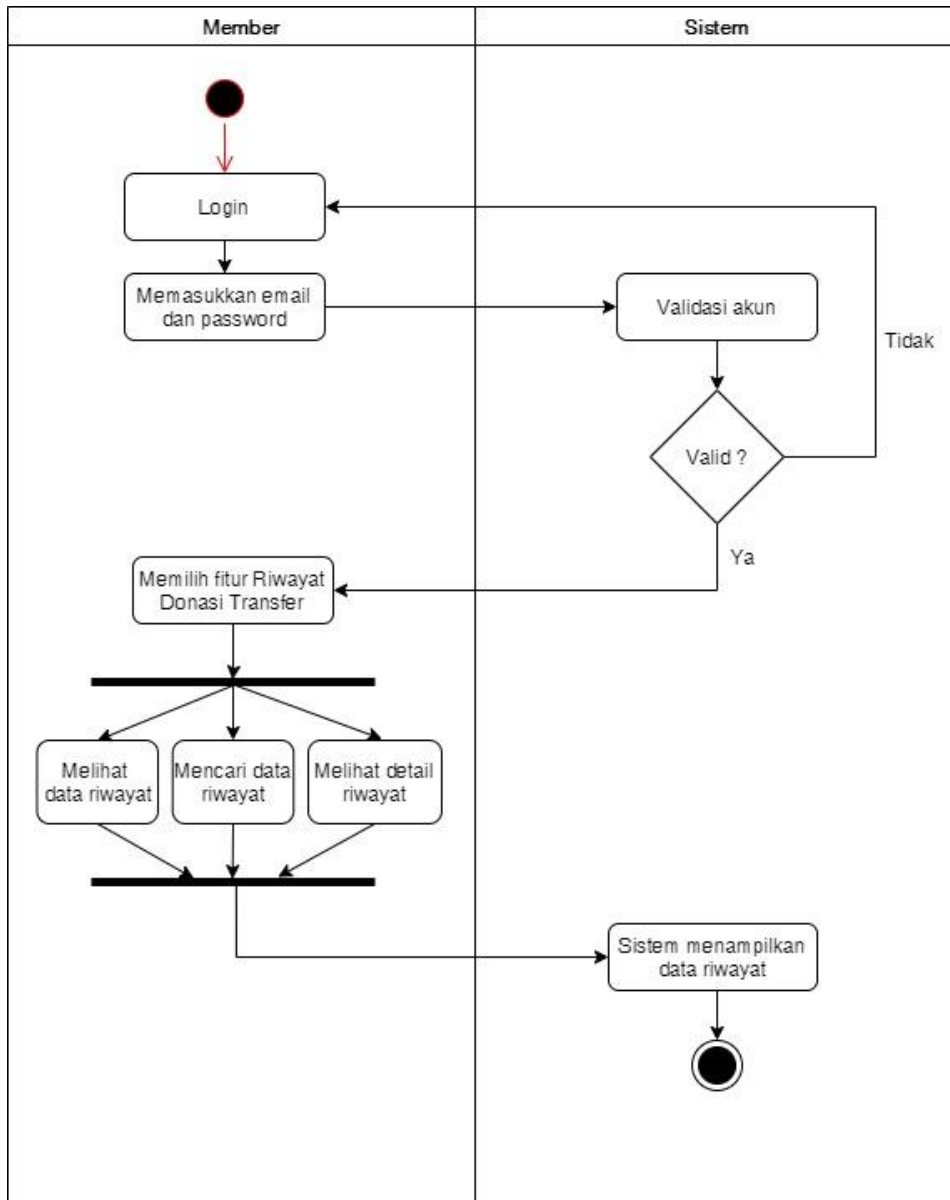 Member
Sistem
Login
Memasukkan email
dan password
Validasi akun
Tidak
Valid ?
Ya
Memilih fitur Riwayat
Donasi Transfer
Melihat
data riwayat
Mencari data
riwayat
Melihat detail
riwayat
Sistem menampilkan
data riwayat